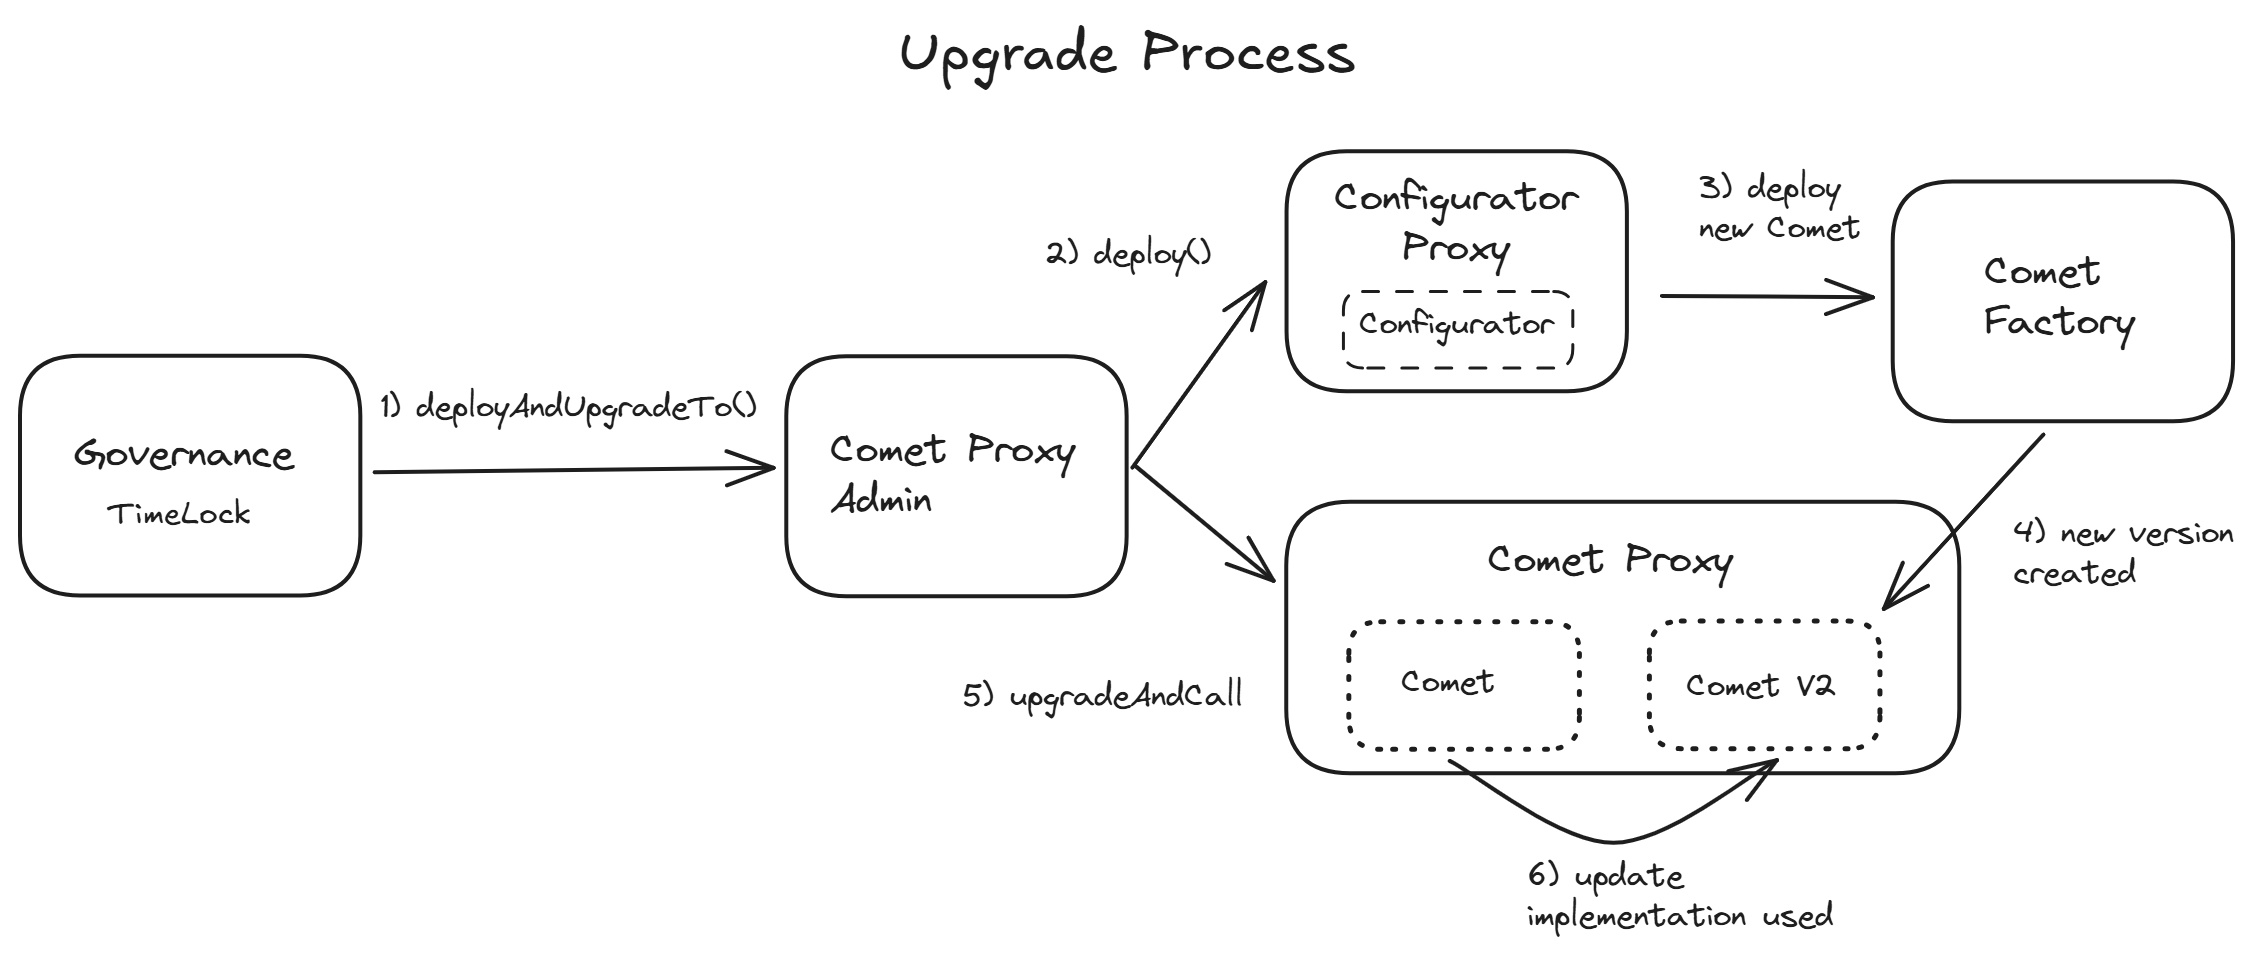 Upgrade Process
Governance
TimeLock
1) deployAndUpgradeTo()
Comet Proxy
Admin
2) deploy()
Configurator
Proxy
Configurator
3) deploy
new Comet
Comet
Factory
4) new version
created
Comet Proxy
Comet
Comet V2
5) upgradeAndCall
6) update
implementation used